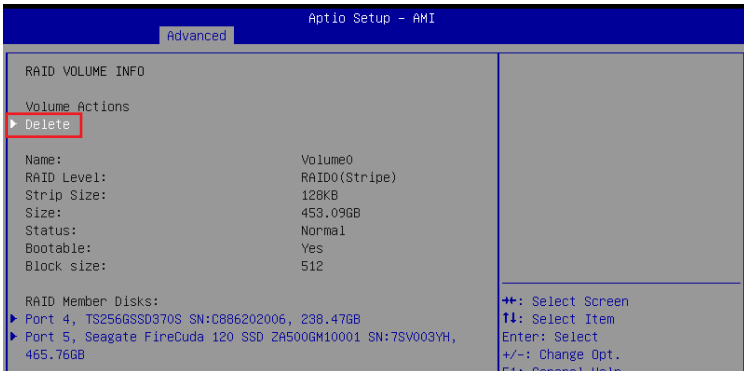 Aptio Setup – AMI
Advanced
RAID VOLUME INFO
Volume Actions
Delete
Name: Volume0
RAID Level: RAID0(Stripe)
Strip Size: 128KB
Size: 453.09GB
Status: Normal
Bootable: Yes
Block size: 512
RAID Member Disks:
Port 4, TS256GSSD370S SN:C886202006, 238.47GB
Port 5, Seagate FireCuda 120 SSD ZA500GM10001 SN:7SV003YH,
465.76GB
→←: Select Screen
↑↓: Select Item
Enter: Select
+/-: Change Opt.
F1: General Help